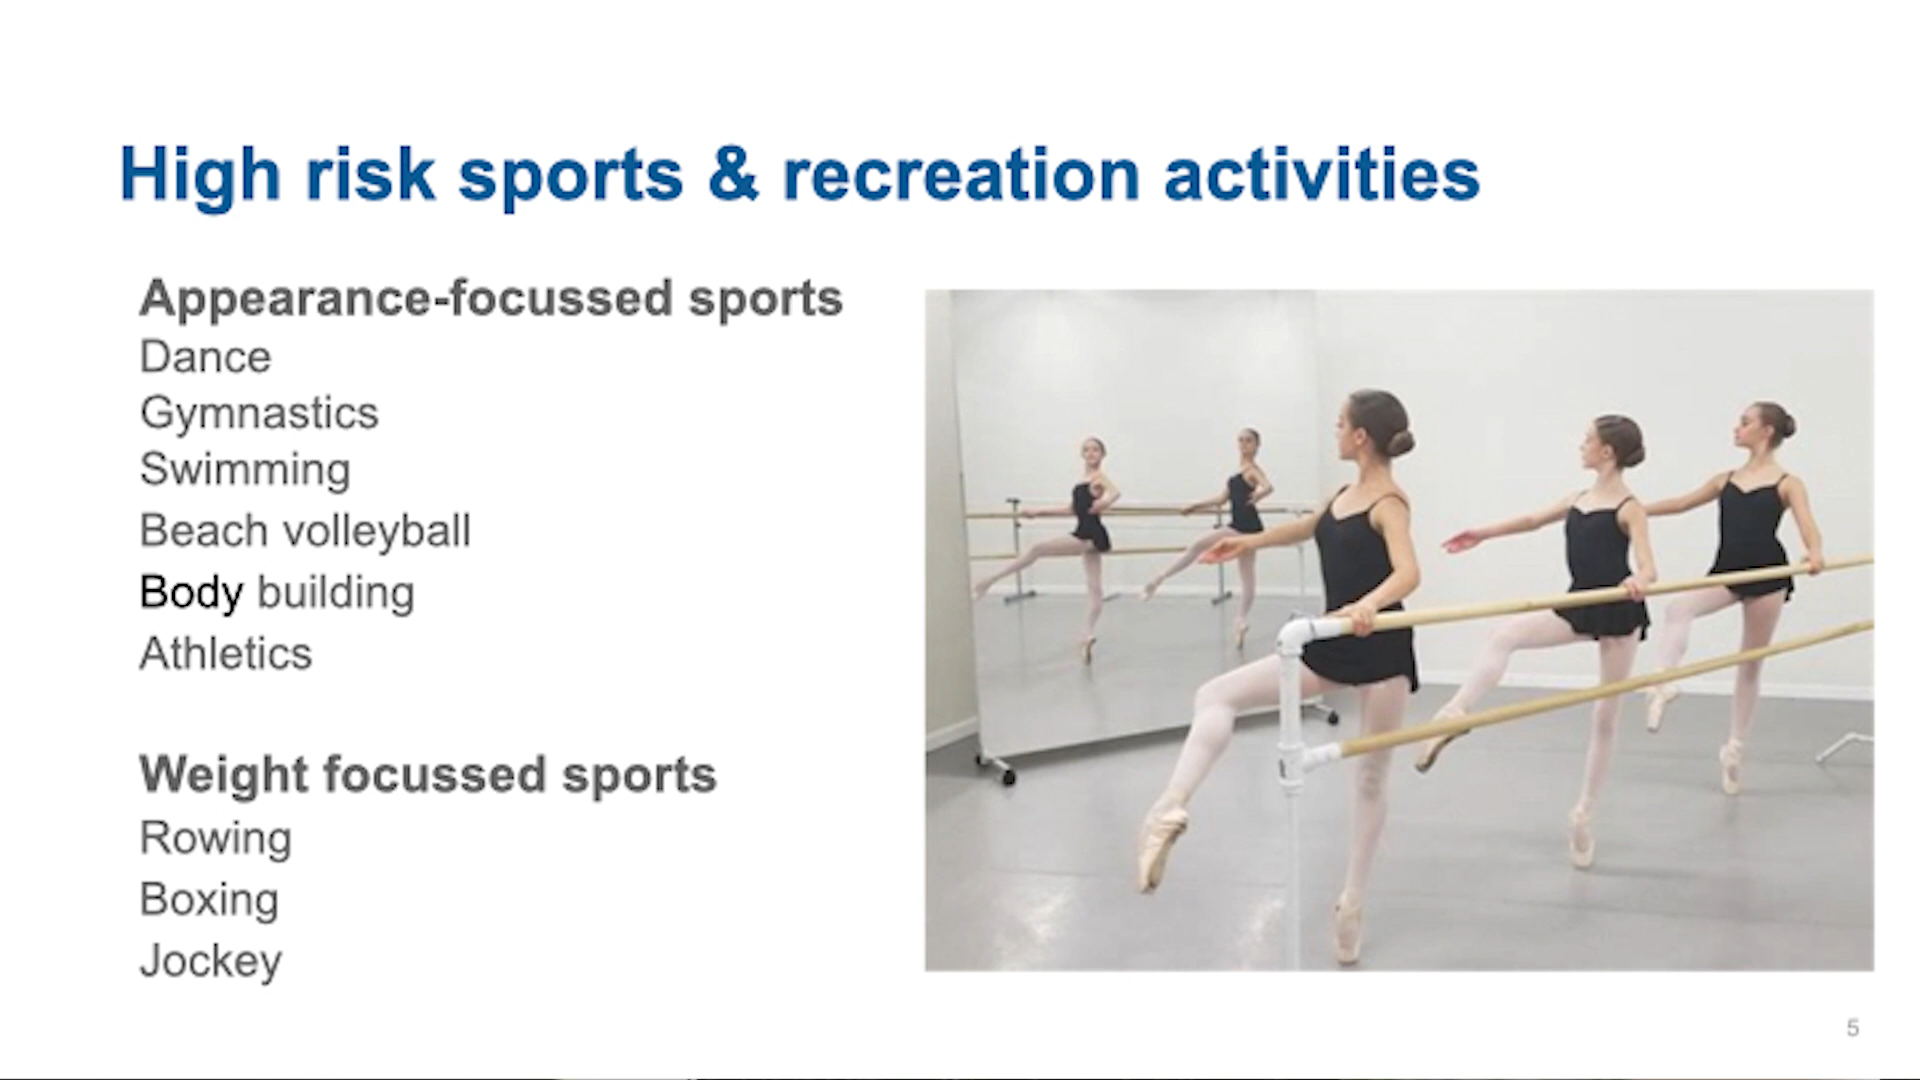 High risk sports & recreation activities
Appearance-focussed sports
Dance
Gymnastics
Swimming
Beach volleyball
Body building
Athletics
Weight focussed sports
Rowing
Boxing
Jockey
5